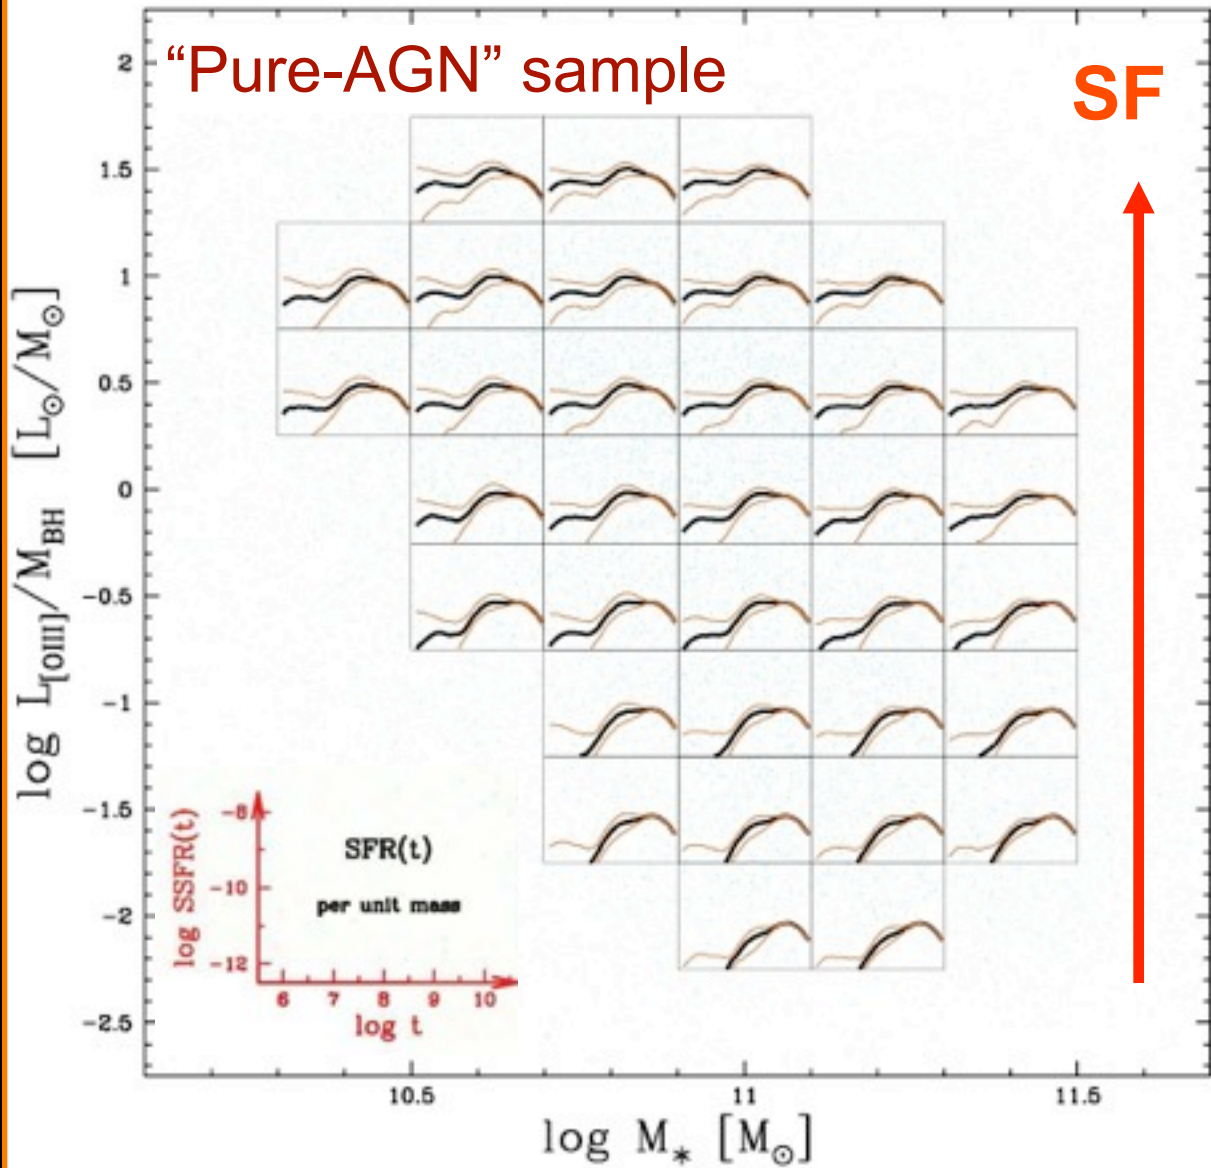 “Pure-AGN” sample
SF
2
1.5
1
0.5
0
−0.5
−1
−1.5
−2
−2.5
log L[OIII]/MBH [L⊙/M⊙]
log SSFR(t)
−8
−10
−12
SFR(t)
per unit mass
6 7 8 9 10
log t
10.5 11 11.5
log M* [M⊙]